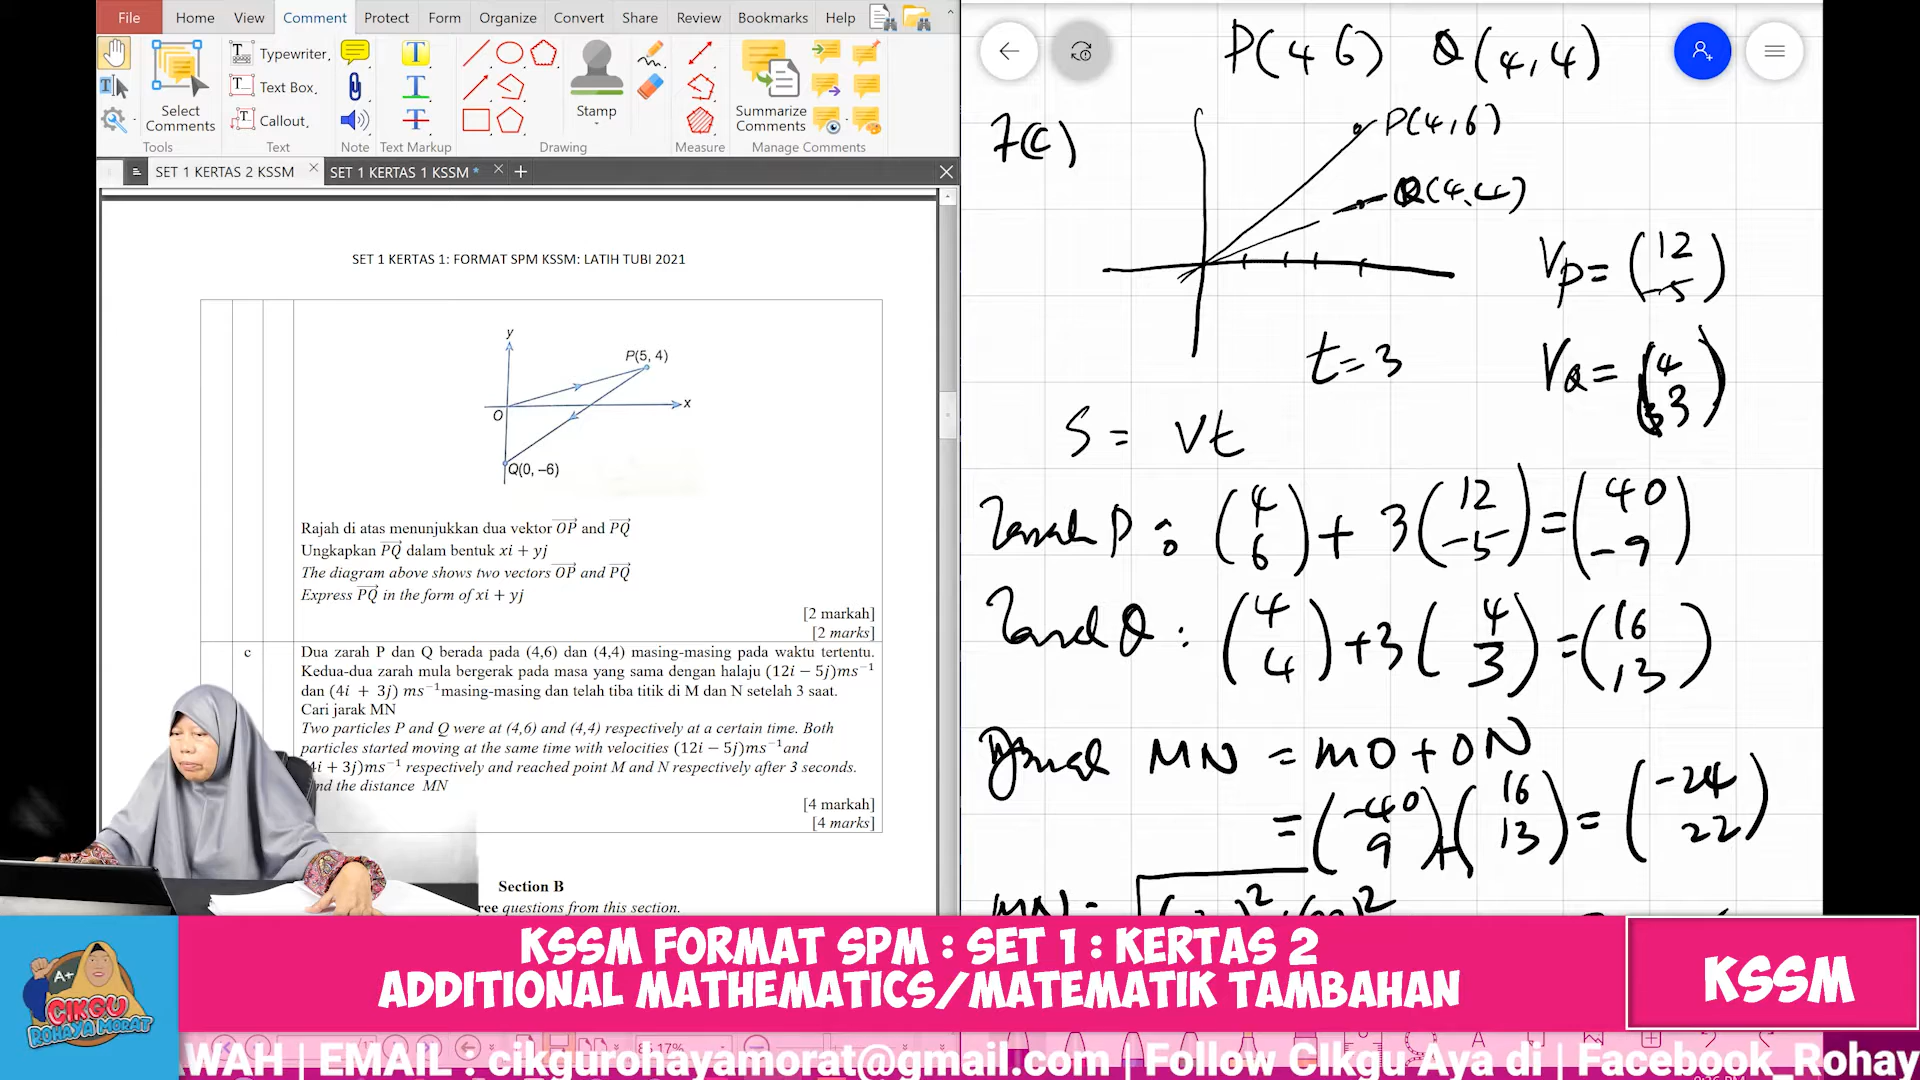 File Home View Comment Protect Form Organize Convert Share Review Bookmarks Help
Typewriter
Text Box
Callout
Select Comments
Stamp
Summarize Comments
Tools Text Note Text Markup Drawing Measure Manage Comments
SET 1 KERTAS 2 KSSM
SET 1 KERTAS 1 KSSM *
SET 1 KERTAS 1: FORMAT SPM KSSM: LATIH TUBI 2021
y
P(5, 4)
O
x
Q(0, –6)
Rajah di atas menunjukkan dua vektor OP and PQ
Ungkapkan PQ dalam bentuk xi + yj
The diagram above shows two vectors OP and PQ
Express PQ in the form of xi + yj
[2 markah]
[2 marks]
c
Dua zarah P dan Q berada pada (4,6) dan (4,4) masing-masing pada waktu tertentu.
Kedua-dua zarah mula bergerak pada masa yang sama dengan halaju (12i − 5j)ms⁻¹
dan (4i + 3j) ms⁻¹masing-masing dan telah tiba titik di M dan N setelah 3 saat.
Cari jarak MN
Two particles P and Q were at (4,6) and (4,4) respectively at a certain time. Both
particles started moving at the same time with velocities (12i − 5j)ms⁻¹and
4i + 3j)ms⁻¹ respectively and reached point M and N respectively after 3 seconds.
nd the distance MN
[4 markah]
[4 marks]
Section B
ree questions from this section.
P(4 6) Q(4,4)
7(c)
P(4,6)
Q(4,4)
Vp = (12 -5)
t = 3
VQ = (4 3)
S = Vt
Zarah P : (4 6) + 3(12 -5) = (40 -9)
Zarah Q : (4 4) + 3(4 3) = (16 13)
MN = MO + ON
= (-40 9) + (16 13) = (-24 22)
A+
CIKGU
ROHAYA MORAT
KSSM FORMAT SPM : SET 1 : KERTAS 2
ADDITIONAL MATHEMATICS/MATEMATIK TAMBAHAN
KSSM
WAH | EMAIL : cikgurohayamorat@gmail.com | Follow CIkgu Aya di | Facebook_Rohay